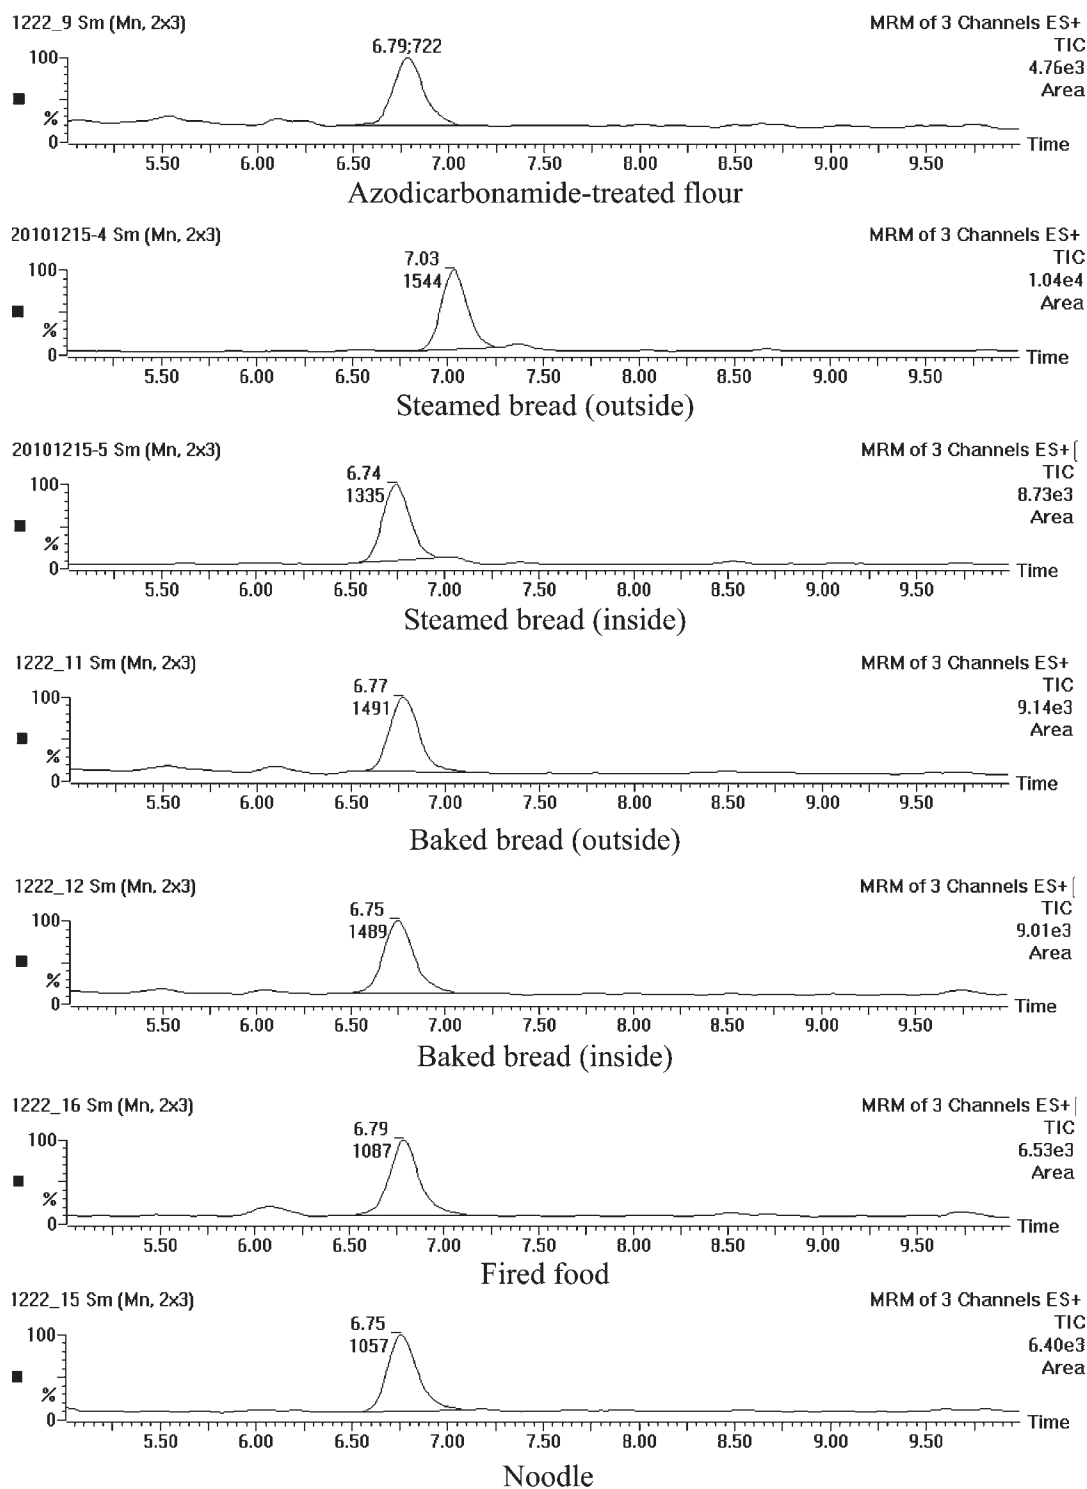 1222_9 Sm (Mn, 2x3) MRM of 3 Channels ES+
TIC
4.76e3
Area
6.79;722
100
%
0
5.50 6.00 6.50 7.00 7.50 8.00 8.50 9.00 9.50 Time
Azodicarbonamide-treated flour
20101215-4 Sm (Mn, 2x3) MRM of 3 Channels ES+
TIC
1.04e4
Area
7.03
1544
100
%
0
5.50 6.00 6.50 7.00 7.50 8.00 8.50 9.00 9.50 Time
Steamed bread (outside)
20101215-5 Sm (Mn, 2x3) MRM of 3 Channels ES+
TIC
8.73e3
Area
6.74
1335
100
%
0
5.50 6.00 6.50 7.00 7.50 8.00 8.50 9.00 9.50 Time
Steamed bread (inside)
1222_11 Sm (Mn, 2x3) MRM of 3 Channels ES+
TIC
9.14e3
Area
6.77
1491
100
%
0
5.50 6.00 6.50 7.00 7.50 8.00 8.50 9.00 9.50 Time
Baked bread (outside)
1222_12 Sm (Mn, 2x3) MRM of 3 Channels ES+
TIC
9.01e3
Area
6.75
1489
100
%
0
5.50 6.00 6.50 7.00 7.50 8.00 8.50 9.00 9.50 Time
Baked bread (inside)
1222_16 Sm (Mn, 2x3) MRM of 3 Channels ES+
TIC
6.53e3
Area
6.79
1087
100
%
0
5.50 6.00 6.50 7.00 7.50 8.00 8.50 9.00 9.50 Time
Fired food
1222_15 Sm (Mn, 2x3) MRM of 3 Channels ES+
TIC
6.40e3
Area
6.75
1057
100
%
0
5.50 6.00 6.50 7.00 7.50 8.00 8.50 9.00 9.50 Time
Noodle